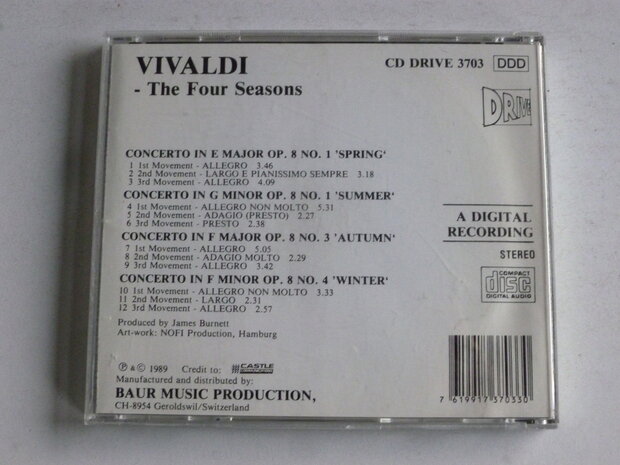 VIVALDI
- The Four Seasons
CD DRIVE 3703 DDD
DRIVE
CONCERTO IN E MAJOR OP. 8 NO. 1 'SPRING'
1 1st Movement - ALLEGRO 3.46
2 2nd Movement - LARGO E PIANISSIMO SEMPRE 3.18
3 3rd Movement - ALLEGRO 4.09
CONCERTO IN G MINOR OP. 8 NO. 1 'SUMMER'
4 1st Movement - ALLEGRO NON MOLTO 5.31
5 2nd Movement - ADAGIO (PRESTO) 2.27
6 3rd Movement - PRESTO 2.38
CONCERTO IN F MAJOR OP. 8 NO. 3 'AUTUMN'
7 1st Movement - ALLEGRO 5.05
8 2nd Movement - ADAGIO MOLTO 2.29
9 3rd Movement - ALLEGRO 3.42
CONCERTO IN F MINOR OP. 8 NO. 4 'WINTER'
10 1st Movement - ALLEGRO NON MOLTO 3.33
11 2nd Movement - LARGO 2.31
12 3rd Movement - ALLEGRO 2.57
Produced by James Burnett
Art-work: NOFI Production, Hamburg
A DIGITAL
RECORDING
STEREO
COMPACT
disc
DIGITAL AUDIO
℗ & © 1989 Credit to: CASTLE
Manufactured and distributed by:
BAUR MUSIC PRODUCTION,
CH-8954 Geroldswil/Switzerland
7 619917 370330